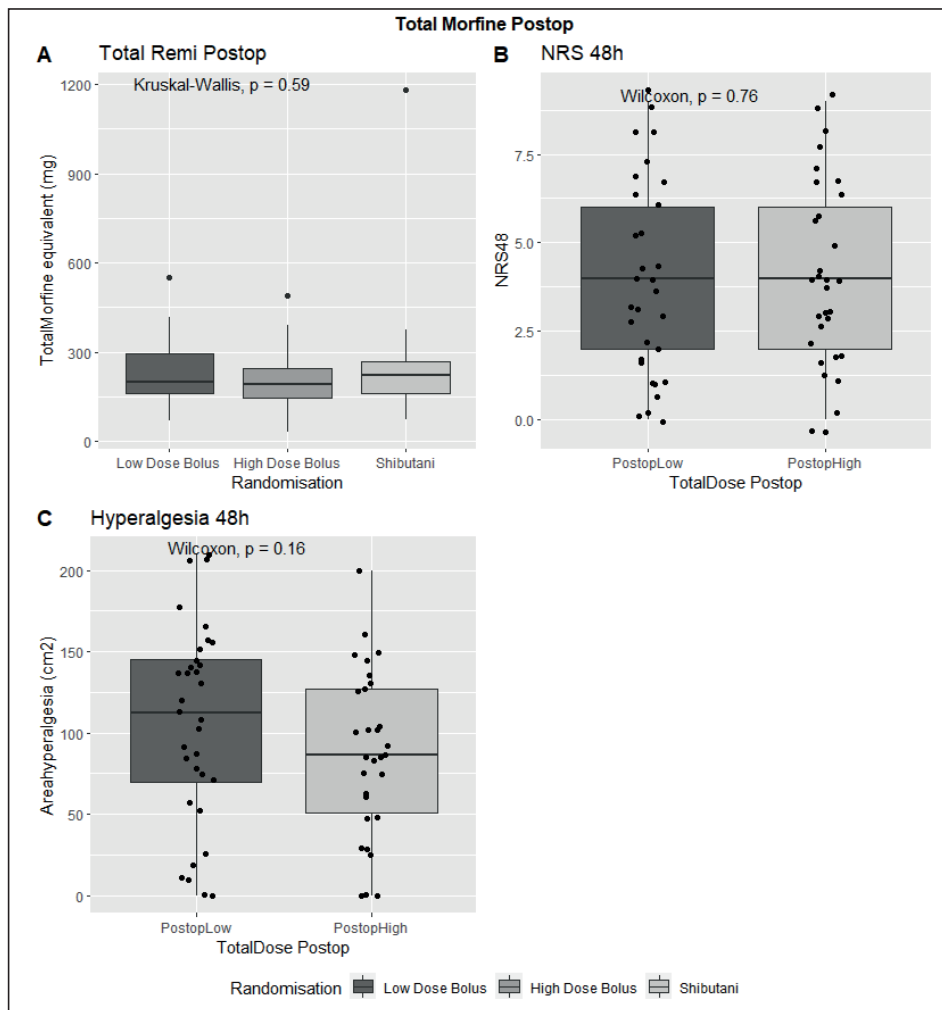 Total Morfine Postop
A Total Remi Postop
Kruskal-Wallis, p = 0.59
1200
900
600
300
0
TotalMorfine equivalent (mg)
Low Dose Bolus High Dose Bolus Shibutani
Randomisation
B NRS 48h
Wilcoxon, p = 0.76
7.5
5.0
2.5
0.0
NRS48
PostopLow PostopHigh
TotalDose Postop
C Hyperalgesia 48h
Wilcoxon, p = 0.16
200
150
100
50
0
Areahyperalgesia (cm2)
PostopLow PostopHigh
TotalDose Postop
Randomisation Low Dose Bolus High Dose Bolus Shibutani